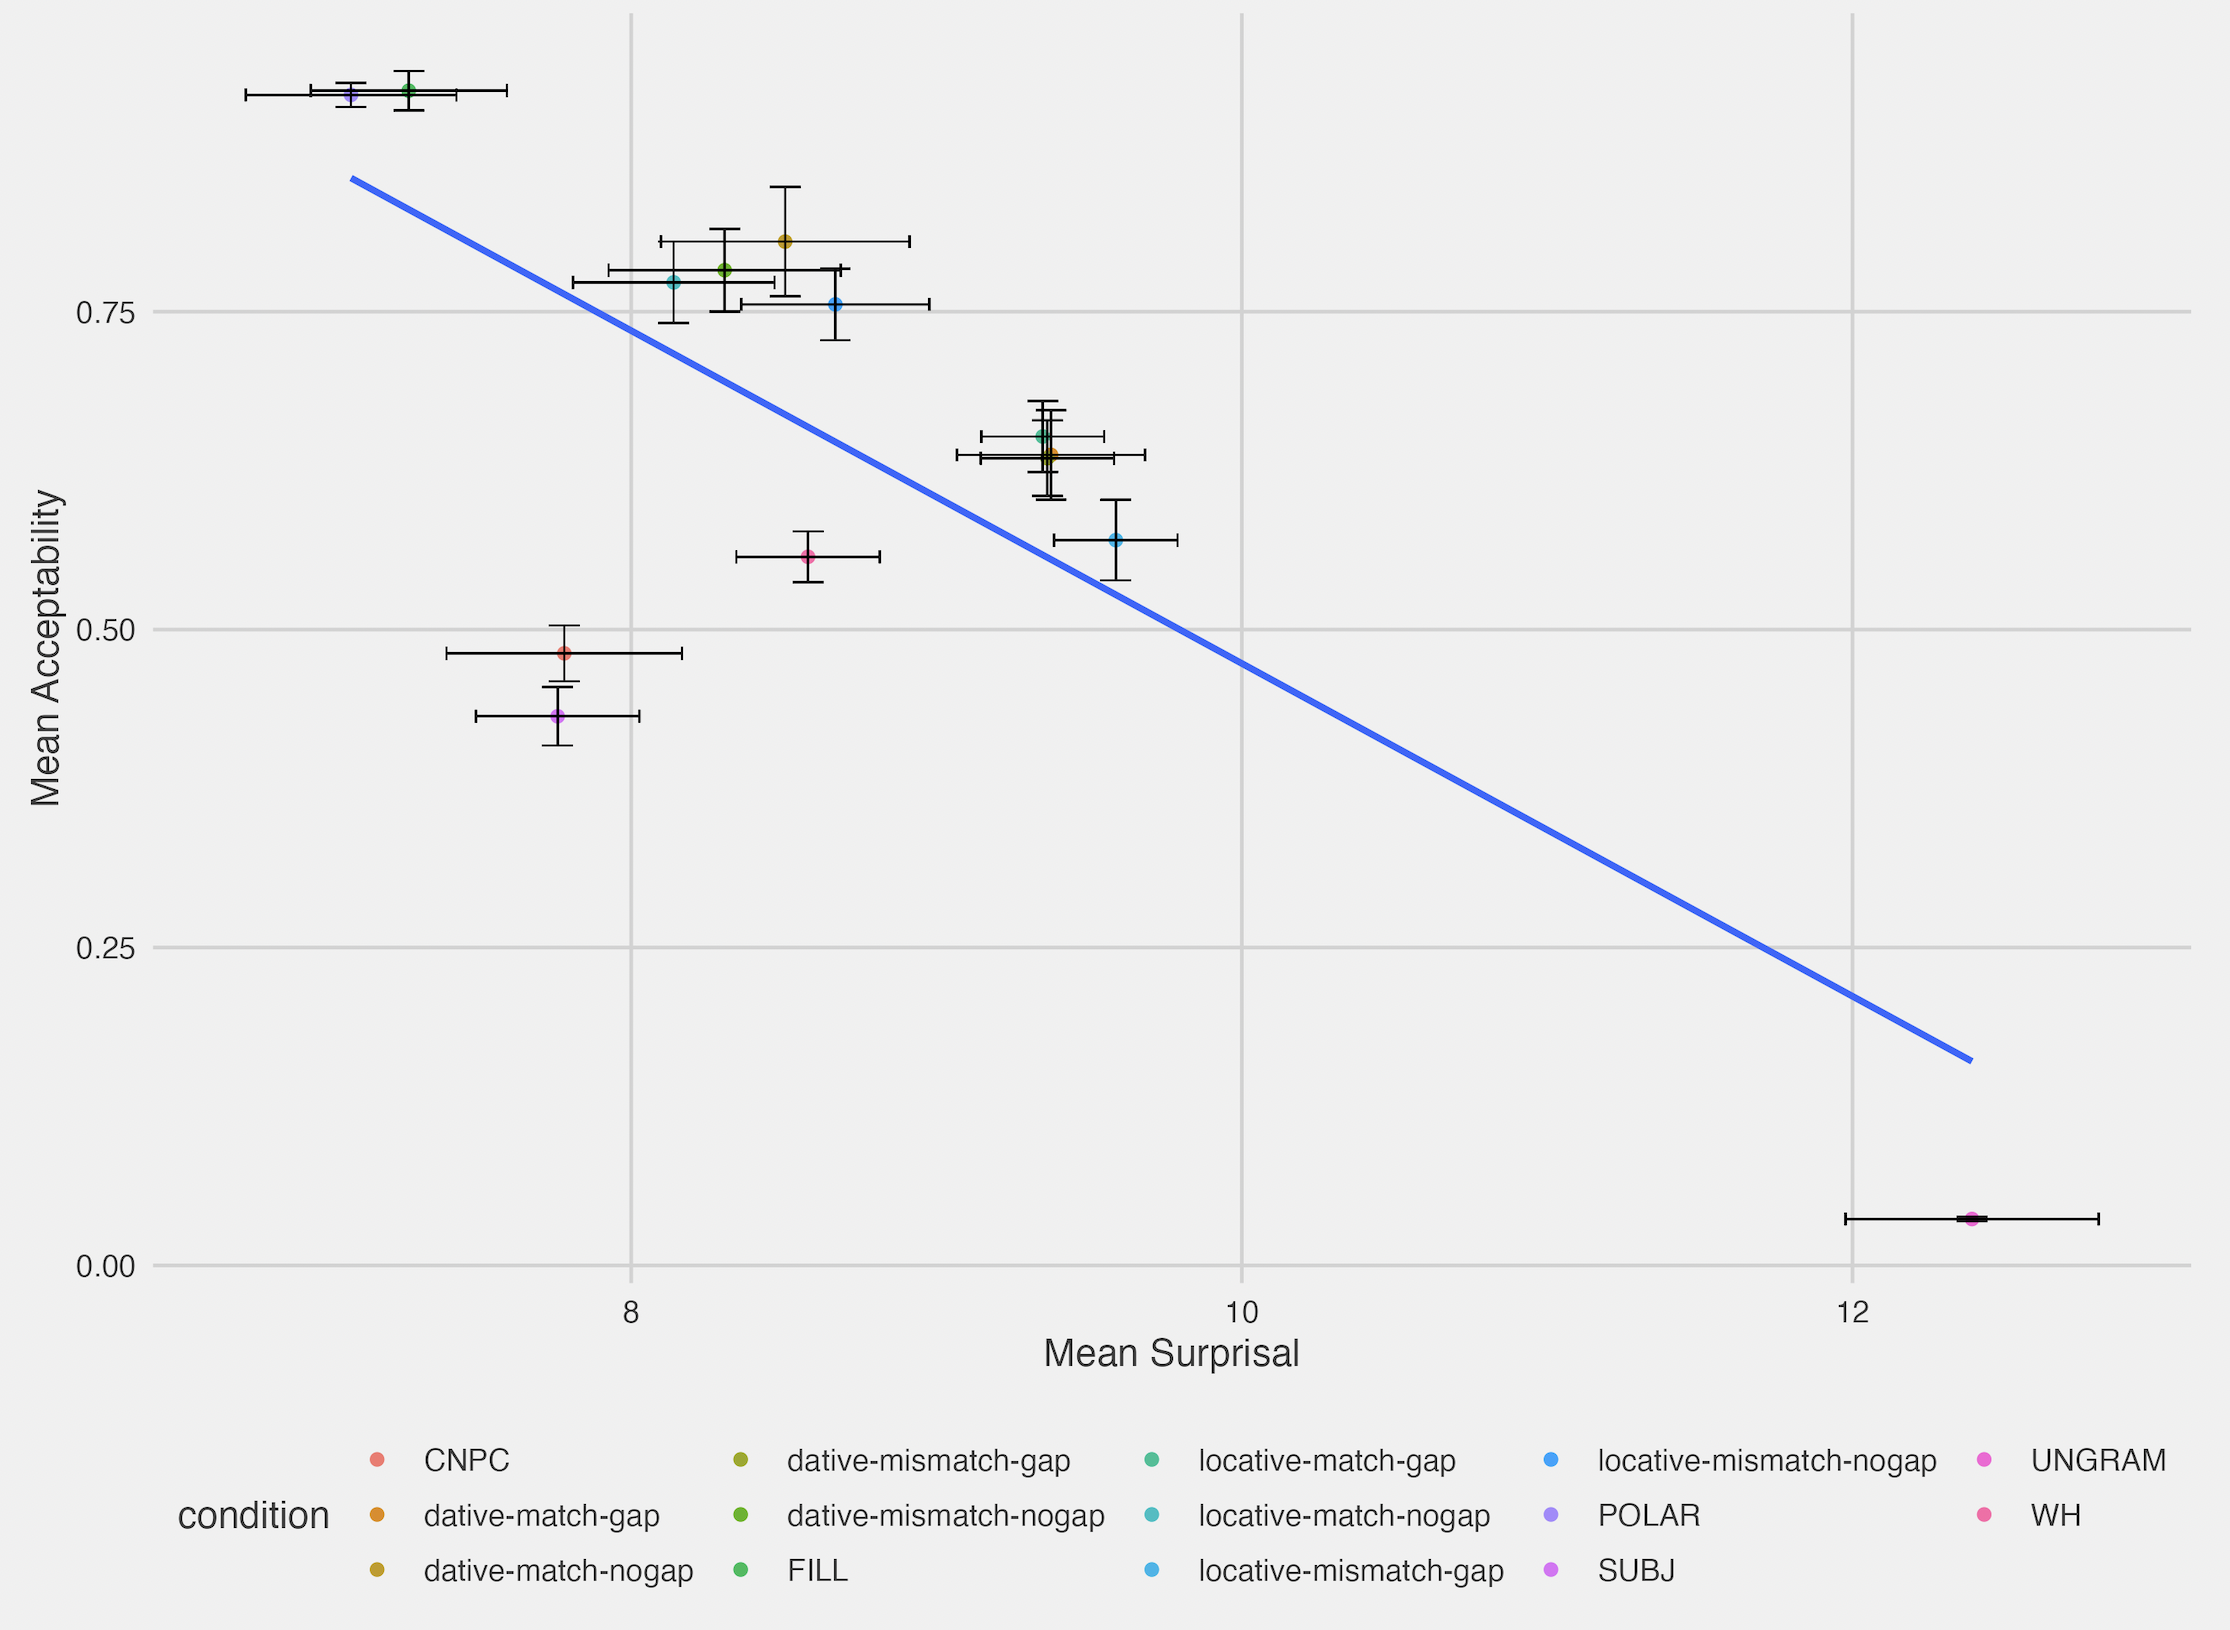 Mean Acceptability
0.75
0.50
0.25
0.00
8 10 12
Mean Surprisal
condition
CNPC
dative-match-gap
dative-match-nogap
dative-mismatch-gap
dative-mismatch-nogap
FILL
locative-match-gap
locative-match-nogap
locative-mismatch-gap
locative-mismatch-nogap
POLAR
SUBJ
UNGRAM
WH